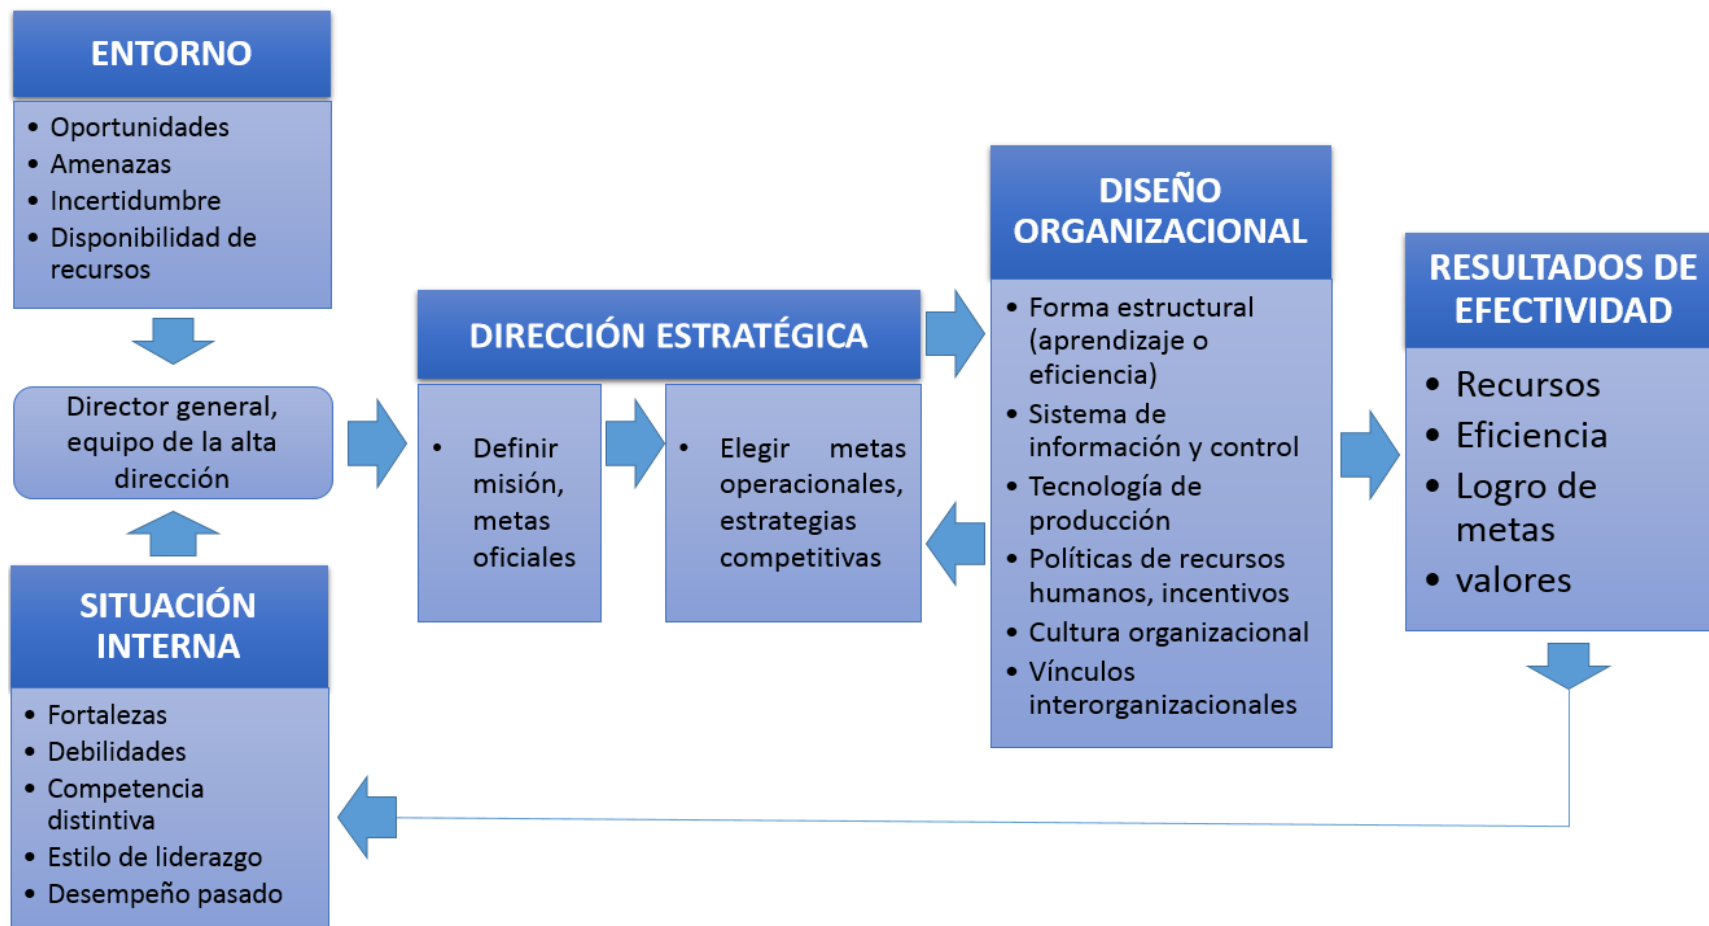 ENTORNO
• Oportunidades
• Amenazas
• Incertidumbre
• Disponibilidad de
recursos
Director general,
equipo de la alta
dirección
SITUACIÓN
INTERNA
• Fortalezas
• Debilidades
• Competencia
distintiva
• Estilo de liderazgo
• Desempeño pasado
DIRECCIÓN ESTRATÉGICA
• Definir
misión,
metas
oficiales
• Elegir metas
operacionales,
estrategias
competitivas
DISEÑO
ORGANIZACIONAL
• Forma estructural
(aprendizaje o
eficiencia)
• Sistema de
información y control
• Tecnología de
producción
• Políticas de recursos
humanos, incentivos
• Cultura organizacional
• Vínculos
interorganizacionales
RESULTADOS DE
EFECTIVIDAD
• Recursos
• Eficiencia
• Logro de
metas
• valores